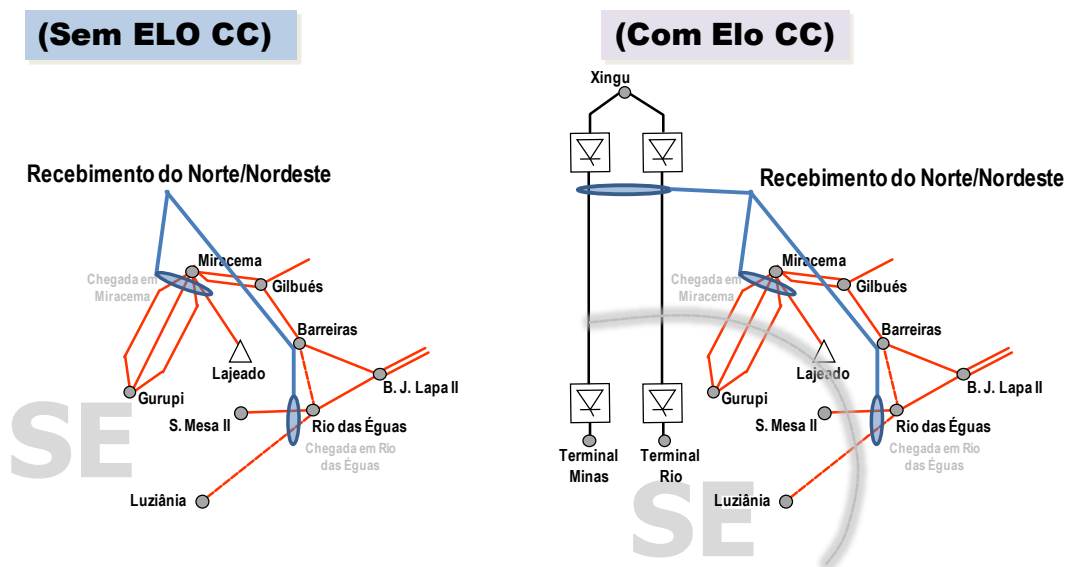 (Sem ELO CC)
Recebimento do Norte/Nordeste
Miracema
Chegada em
Miracema
Gilbués
Barreiras
Lajeado
B. J. Lapa II
Gurupi
S. Mesa II
Rio das Éguas
Chegada em Rio
das Éguas
SE
Luziânia
(Com Elo CC)
Xingu
Recebimento do Norte/Nordeste
Miracema
Chegada em
Miracema
Gilbués
Barreiras
Lajeado
B. J. Lapa II
Gurupi
S. Mesa II
Rio das Éguas
Chegada em Rio
das Éguas
Terminal
Minas
Terminal
Rio
Luziânia
SE